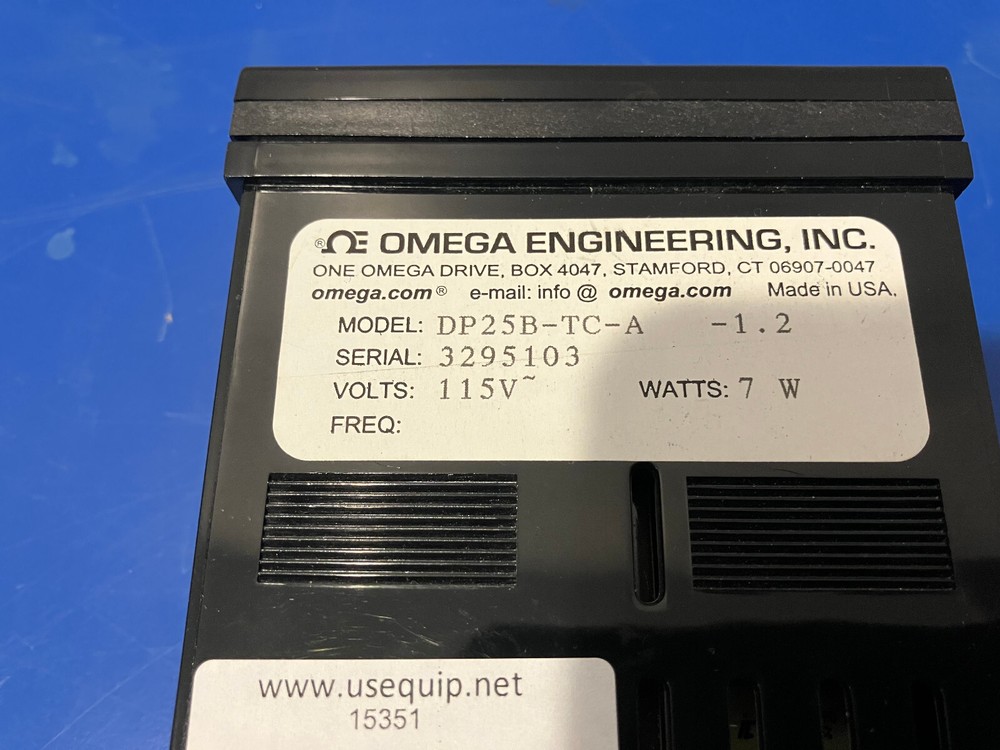 ® ΩE OMEGA ENGINEERING, INC.
ONE OMEGA DRIVE, BOX 4047, STAMFORD, CT 06907-0047
omega.com® e-mail: info @ omega.com Made in USA.
MODEL: DP25B-TC-A -1.2
SERIAL: 3295103
VOLTS: 115V~ WATTS: 7 W
FREQ:
www.usequip.net
15351